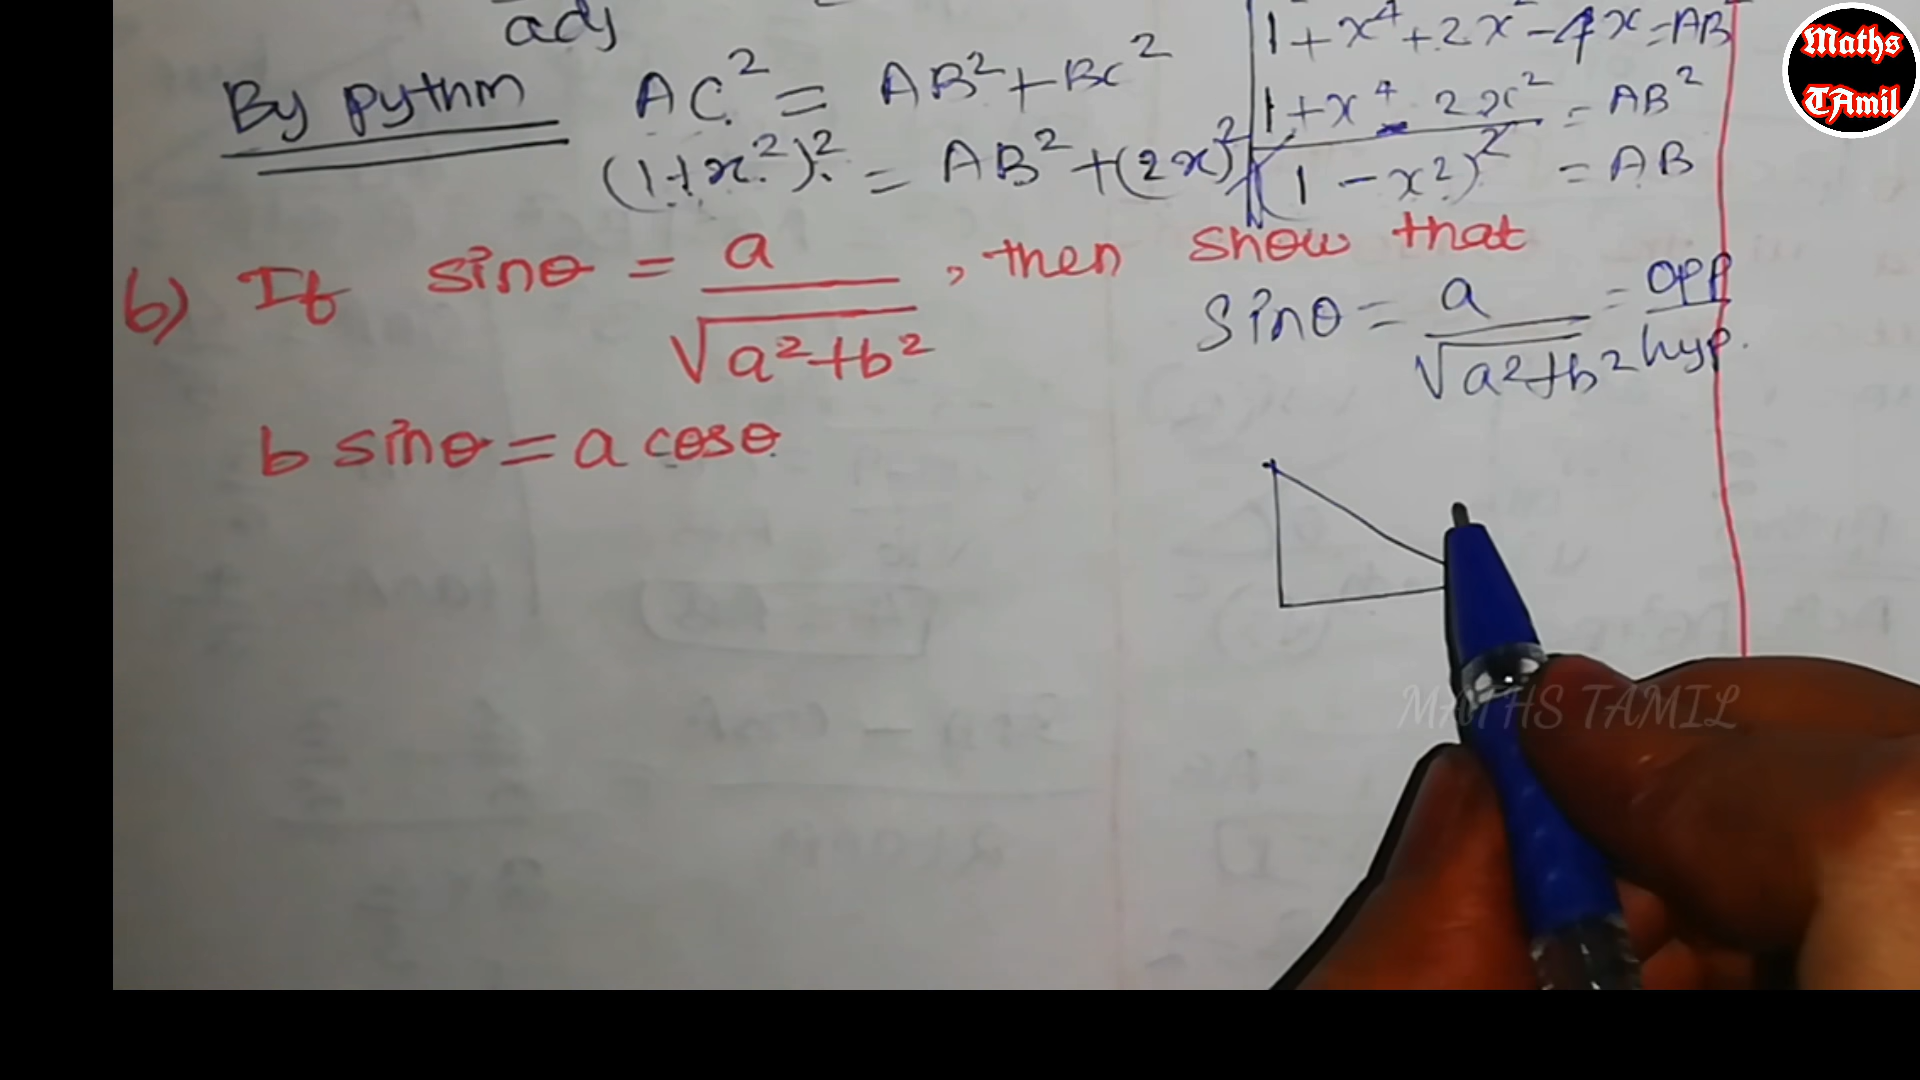 adj
By pythm AC² = AB²+BC²
(1+x²)² = AB²+(2x)²
1+x⁴+2x²-4x=AB²
1+x⁴-2x² = AB²
(1-x²)² = AB
b) If sinθ = a/√a²+b², then show that
b sinθ = a cosθ
Sinθ = a/√a²+b² = opp/hyp.
Maths
TAmil
MATHS TAMIL